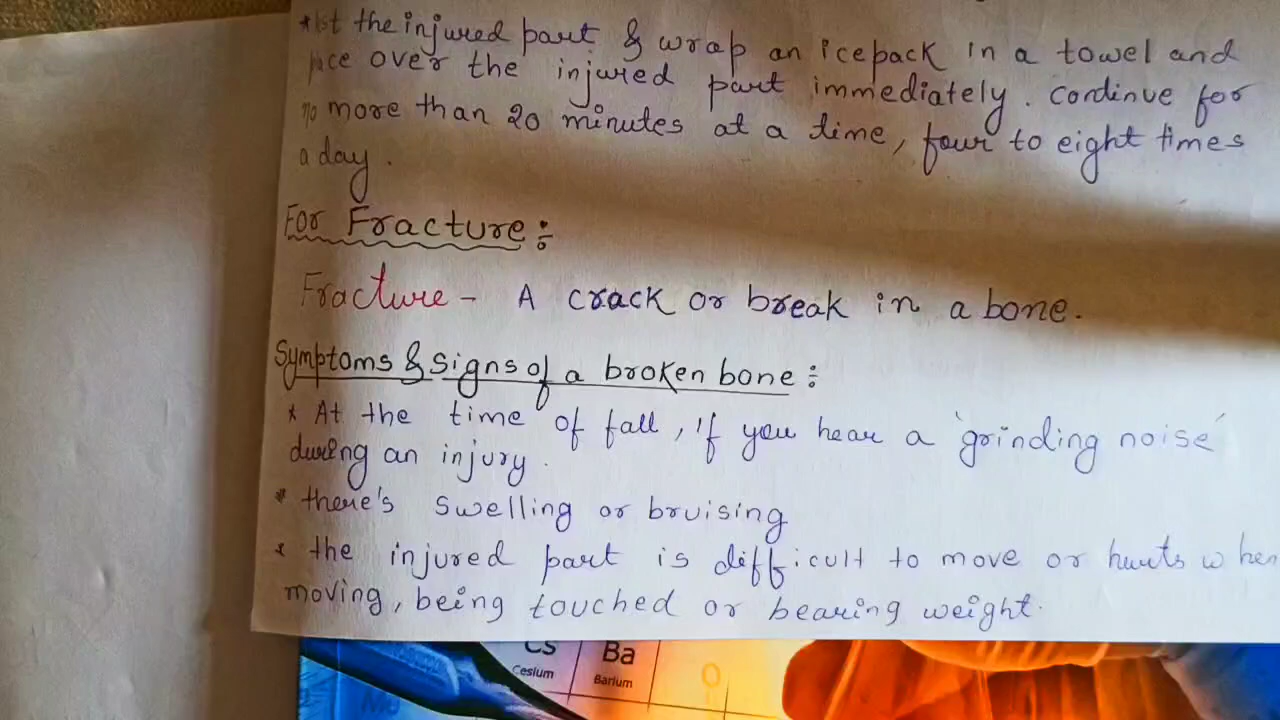 *Ist the injured part & wrap an icepack in a towel and
place over the injured part immediately. continue for
no more than 20 minutes at a time, four to eight times
a day.
For Fracture:
Fracture - A crack or break in a bone.
Symptoms & signs of a broken bone:
* At the time of fall, if you hear a 'grinding noise'
during an injury.
* there's swelling or bruising
* the injured part is difficult to move or hurts when
moving, being touched or bearing weight.
Cs Ba
Cesium Barium